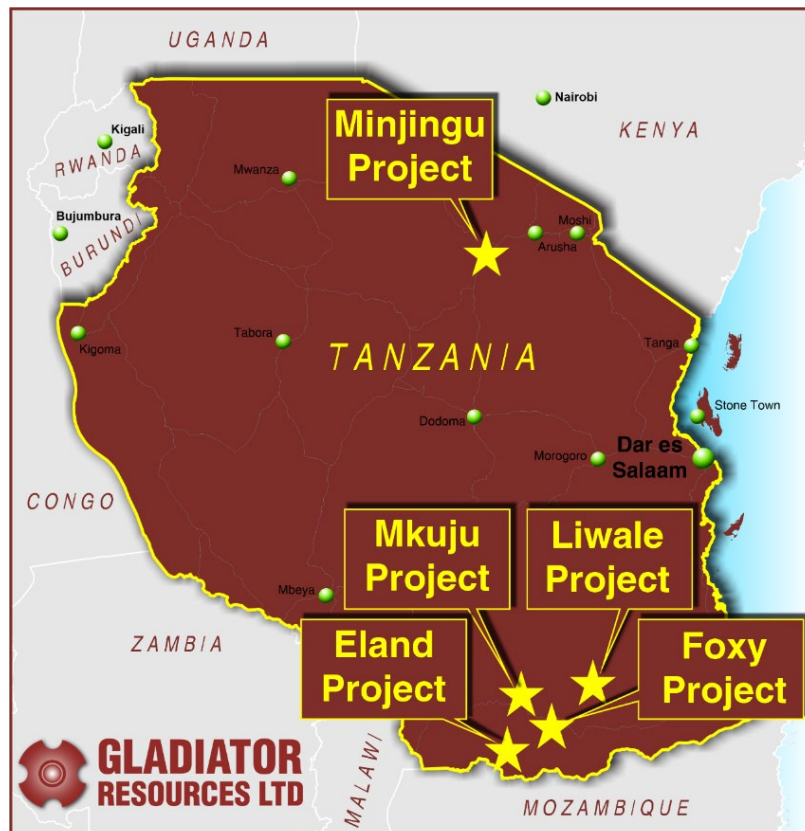 UGANDA
Nairobi
Minjingu
Project
KENYA
Kigali
RWANDA
Mwanza
Bujumbura
BURUNDI
Moshi
Arusha
Kigoma
Tabora
TANZANIA
Tanga
Dodoma
Stone Town
Morogoro
Dar es
Salaam
CONGO
Mkuju
Project
Liwale
Project
Mbeya
ZAMBIA
Eland
Project
Foxy
Project
GLADIATOR
RESOURCES LTD
MALAWI
MOZAMBIQUE